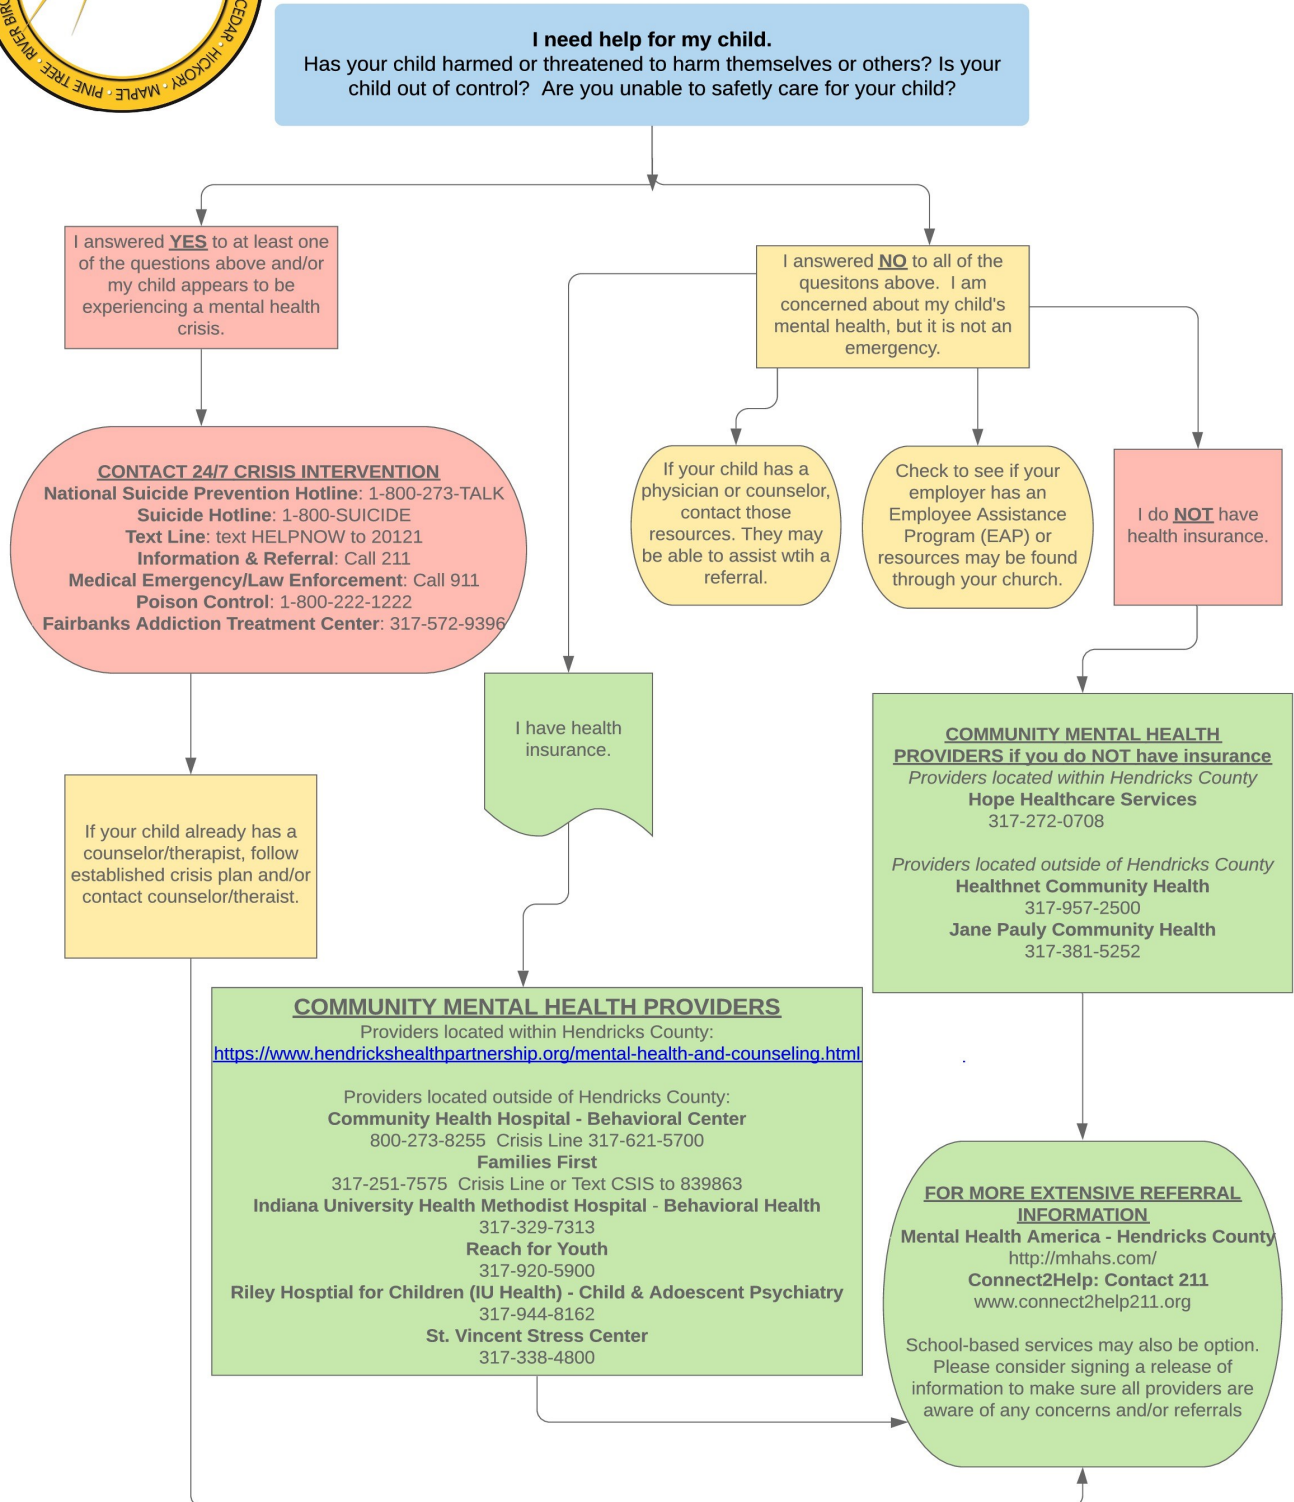 RIVER BIRC
PINE TREE · MAPLE · HICKORY · CEDAR ·
I need help for my child.
Has your child harmed or threatened to harm themselves or others? Is your
child out of control?  Are you unable to safetly care for your child?
I answered YES to at least one
of the questions above and/or
my child appears to be
experiencing a mental health
crisis.
I answered NO to all of the
quesitons above.  I am
concerned about my child's
mental health, but it is not an
emergency.
CONTACT 24/7 CRISIS INTERVENTION
National Suicide Prevention Hotline: 1-800-273-TALK
Suicide Hotline: 1-800-SUICIDE
Text Line: text HELPNOW to 20121
Information & Referral: Call 211
Medical Emergency/Law Enforcement: Call 911
Poison Control: 1-800-222-1222
Fairbanks Addiction Treatment Center: 317-572-9396
If your child has a
physician or counselor,
contact those
resources. They may
be able to assist wtih a
referral.
Check to see if your
employer has an
Employee Assistance
Program (EAP) or
resources may be found
through your church.
I do NOT have
health insurance.
I have health
insurance.
If your child already has a
counselor/therapist, follow
established crisis plan and/or
contact counselor/theraist.
COMMUNITY MENTAL HEALTH
PROVIDERS if you do NOT have insurance
Providers located within Hendricks County
Hope Healthcare Services
317-272-0708
Providers located outside of Hendricks County
Healthnet Community Health
317-957-2500
Jane Pauly Community Health
317-381-5252
COMMUNITY MENTAL HEALTH PROVIDERS
Providers located within Hendricks County:
https://www.hendrickshealthpartnership.org/mental-health-and-counseling.html
Providers located outside of Hendricks County:
Community Health Hospital - Behavioral Center
800-273-8255  Crisis Line 317-621-5700
Families First
317-251-7575  Crisis Line or Text CSIS to 839863
Indiana University Health Methodist Hospital - Behavioral Health
317-329-7313
Reach for Youth
317-920-5900
Riley Hosptial for Children (IU Health) - Child & Adoescent Psychiatry
317-944-8162
St. Vincent Stress Center
317-338-4800
FOR MORE EXTENSIVE REFERRAL
INFORMATION
Mental Health America - Hendricks County
http://mhahs.com/
Connect2Help: Contact 211
www.connect2help211.org
School-based services may also be option.
Please consider signing a release of
information to make sure all providers are
aware of any concerns and/or referrals